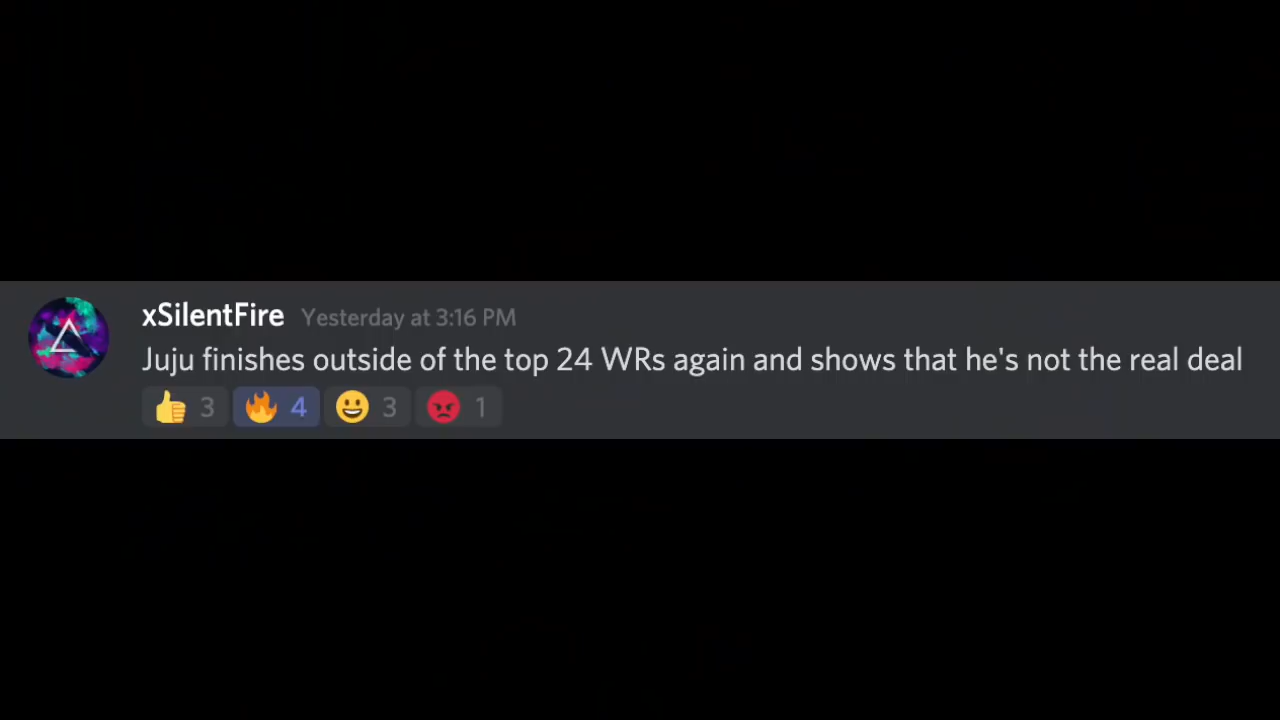 xSilentFire Yesterday at 3:16 PM
Juju finishes outside of the top 24 WRs again and shows that he's not the real deal
👍 3 🔥 4 😀 3 😡 1